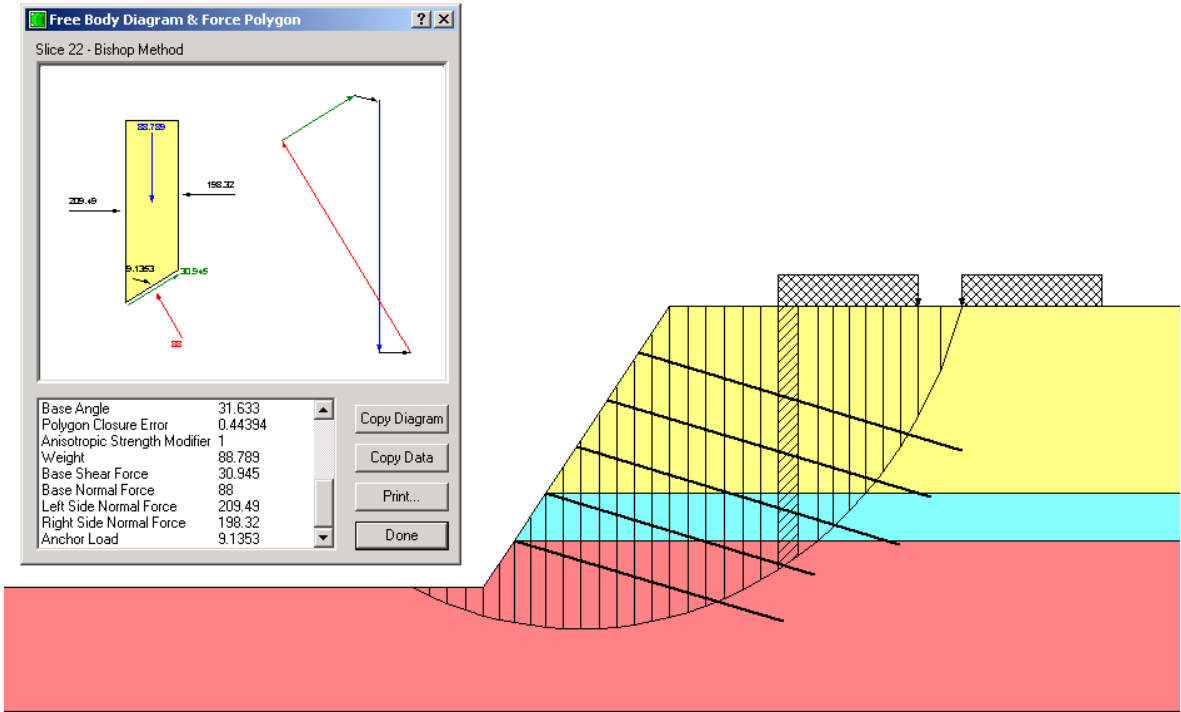 Free Body Diagram & Force Polygon
Slice 22 - Bishop Method
88.789
198.32
209.49
9.1353
30.945
88
Base Angle 31.633
Polygon Closure Error 0.44394
Anisotropic Strength Modifier 1
Weight 88.789
Base Shear Force 30.945
Base Normal Force 88
Left Side Normal Force 209.49
Right Side Normal Force 198.32
Anchor Load 9.1353
Copy Diagram
Copy Data
Print...
Done